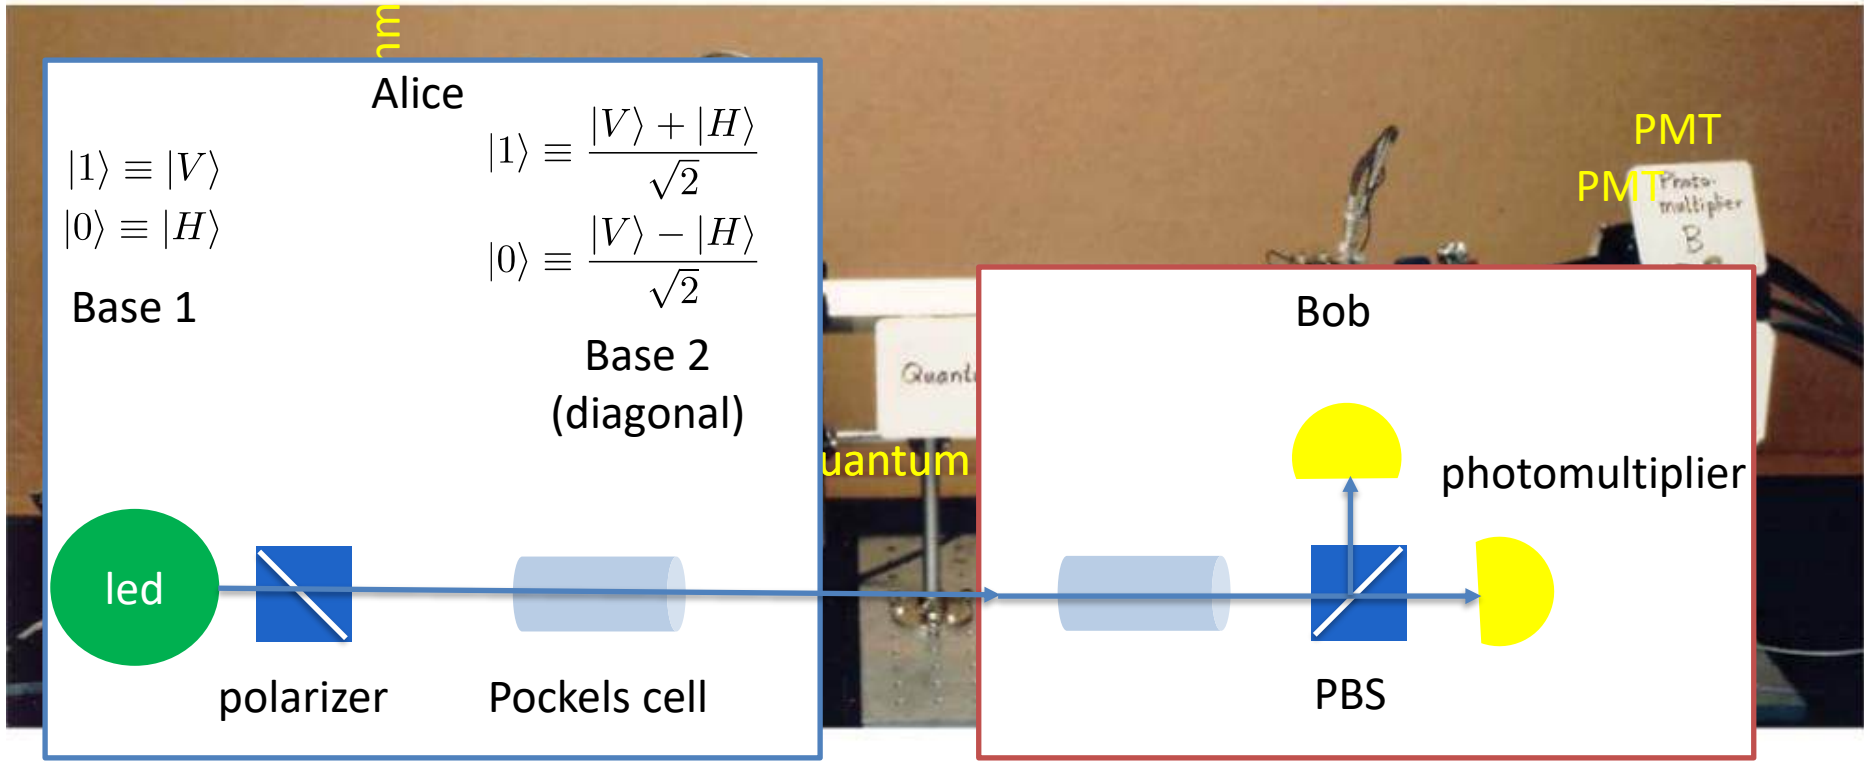 nm
Alice
|1⟩ ≡ |V⟩
|0⟩ ≡ |H⟩
Base 1
|1⟩ ≡ (|V⟩ + |H⟩)/√2
|0⟩ ≡ (|V⟩ − |H⟩)/√2
Base 2
(diagonal)
led
polarizer
Pockels cell
Quant
uantum
PMT
PMT
Photo-
multiplier
B
Bob
photomultiplier
PBS